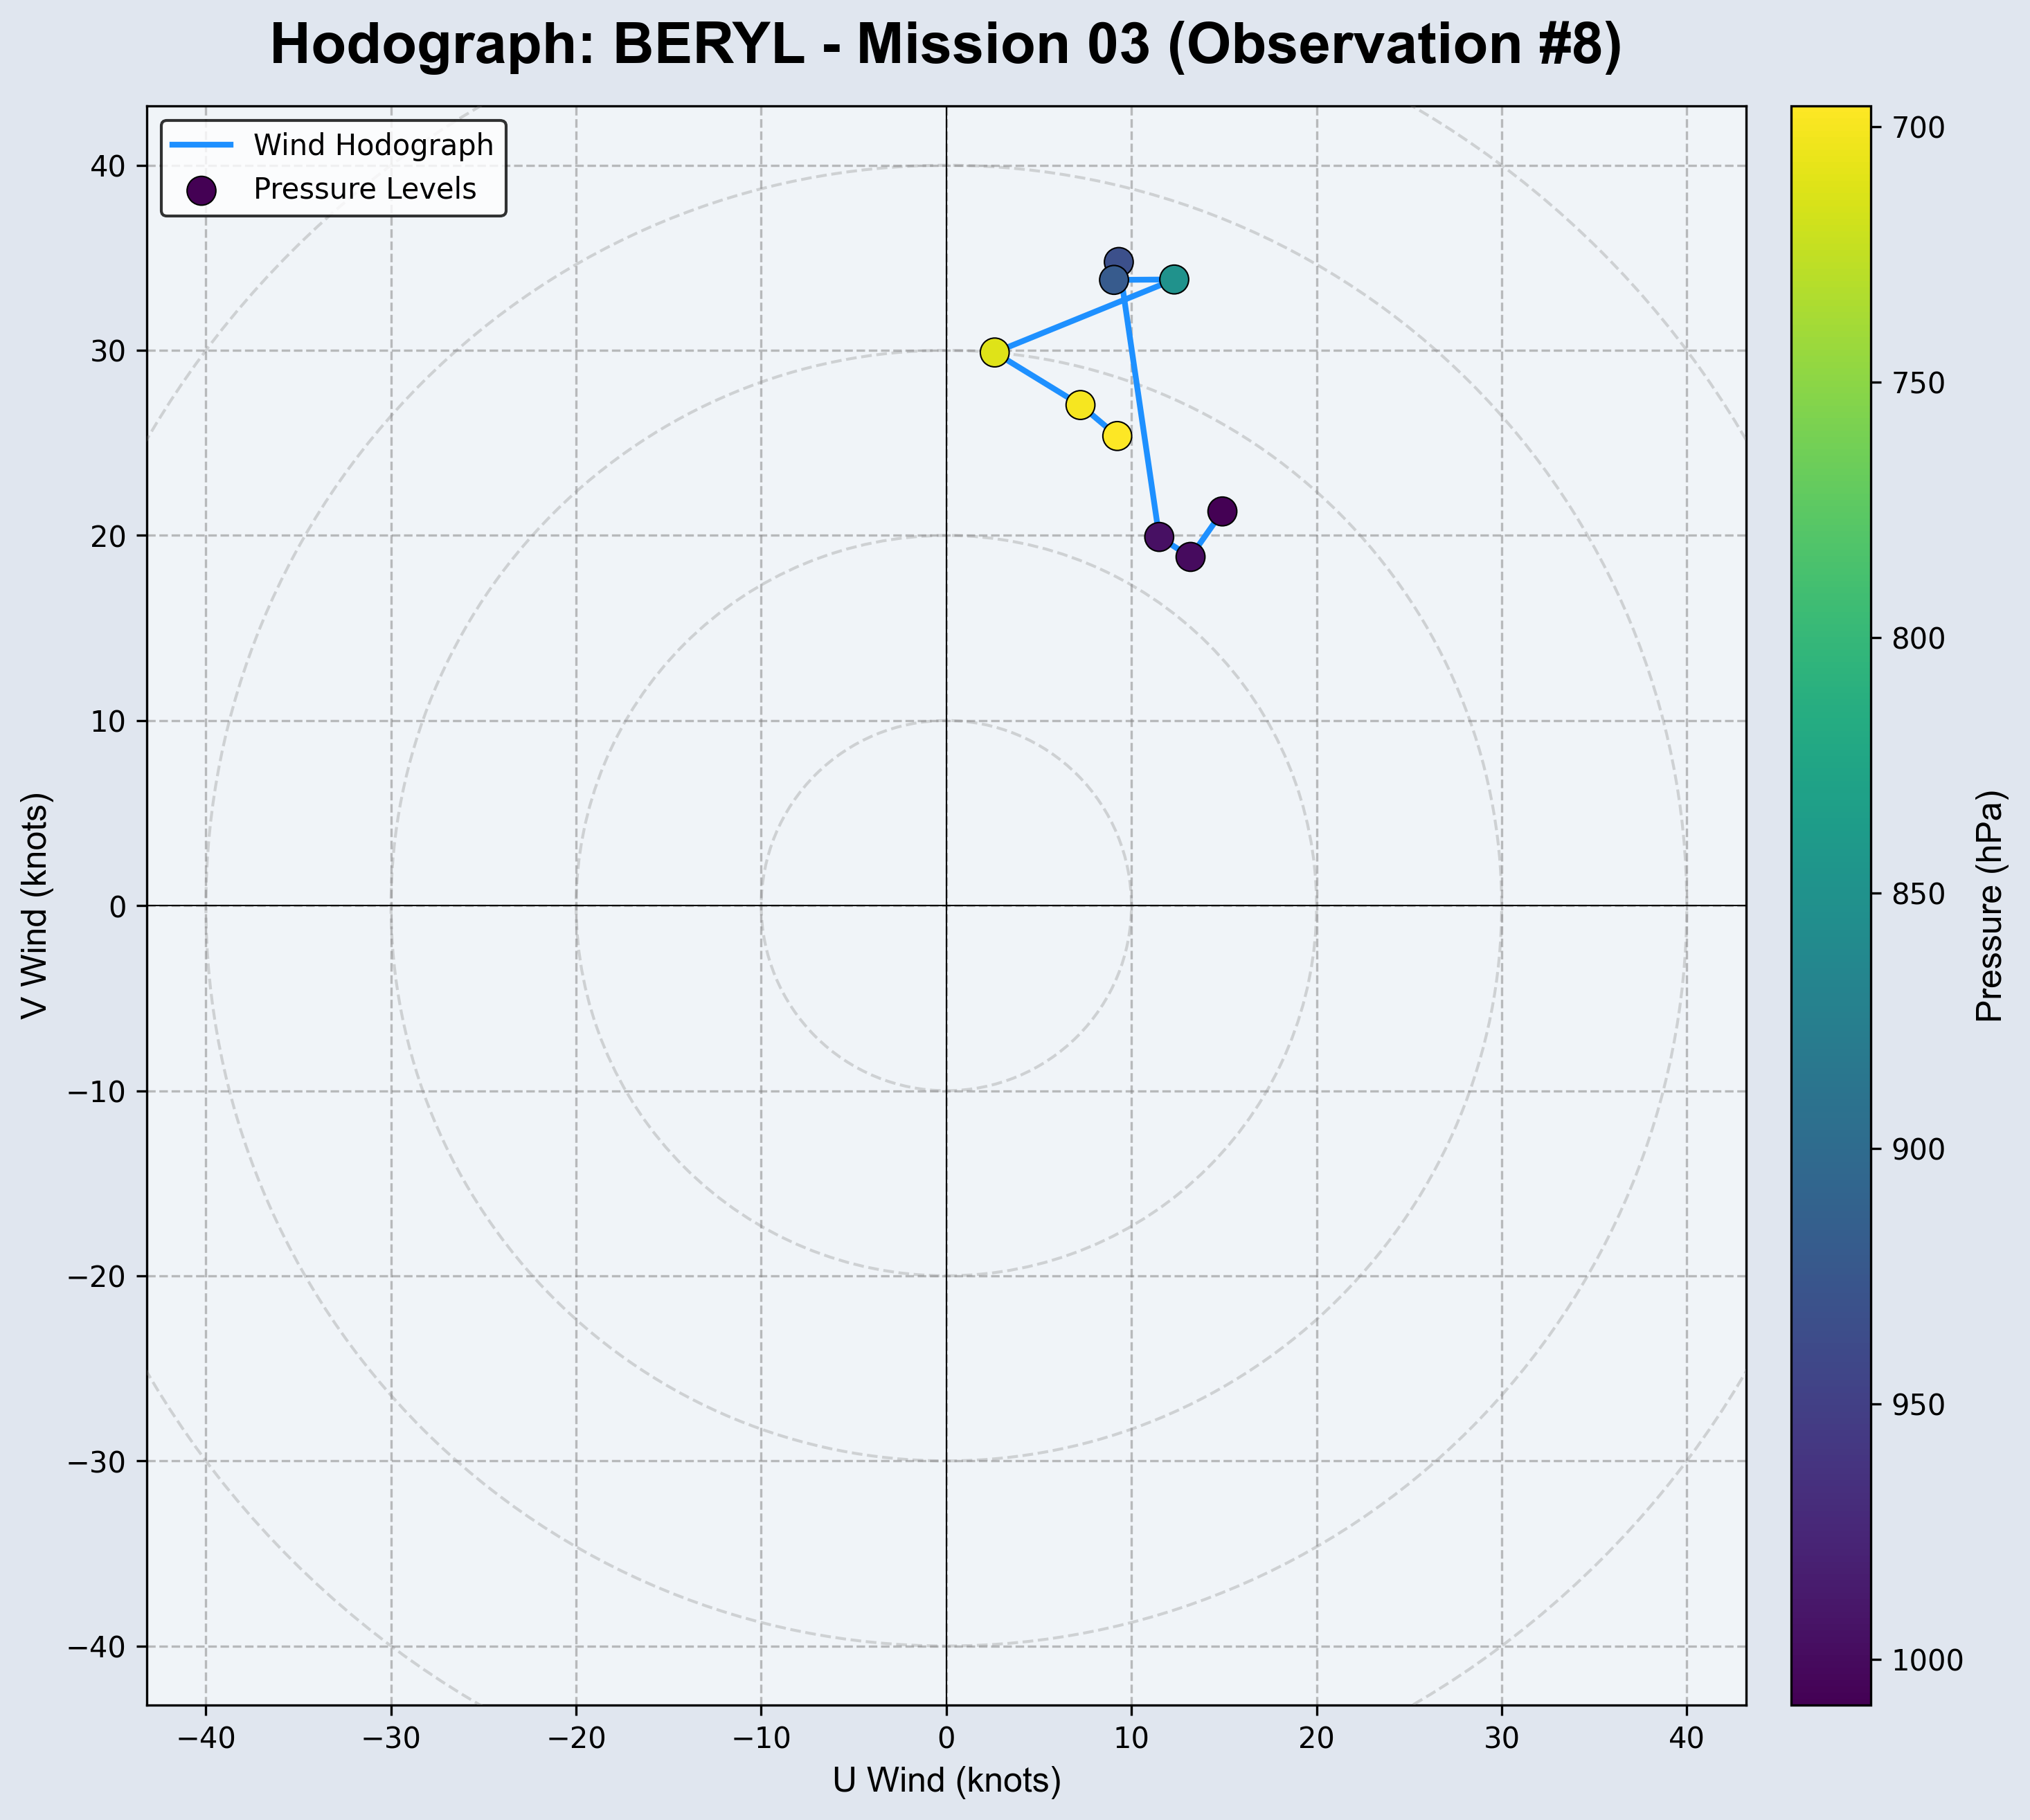 Hodograph: BERYL - Mission 03 (Observation #8)
Wind Hodograph
Pressure Levels
40
30
20
10
0
−10
−20
−30
−40
V Wind (knots)
−40 −30 −20 −10 0 10 20 30 40
U Wind (knots)
700
750
800
850
900
950
1000
Pressure (hPa)